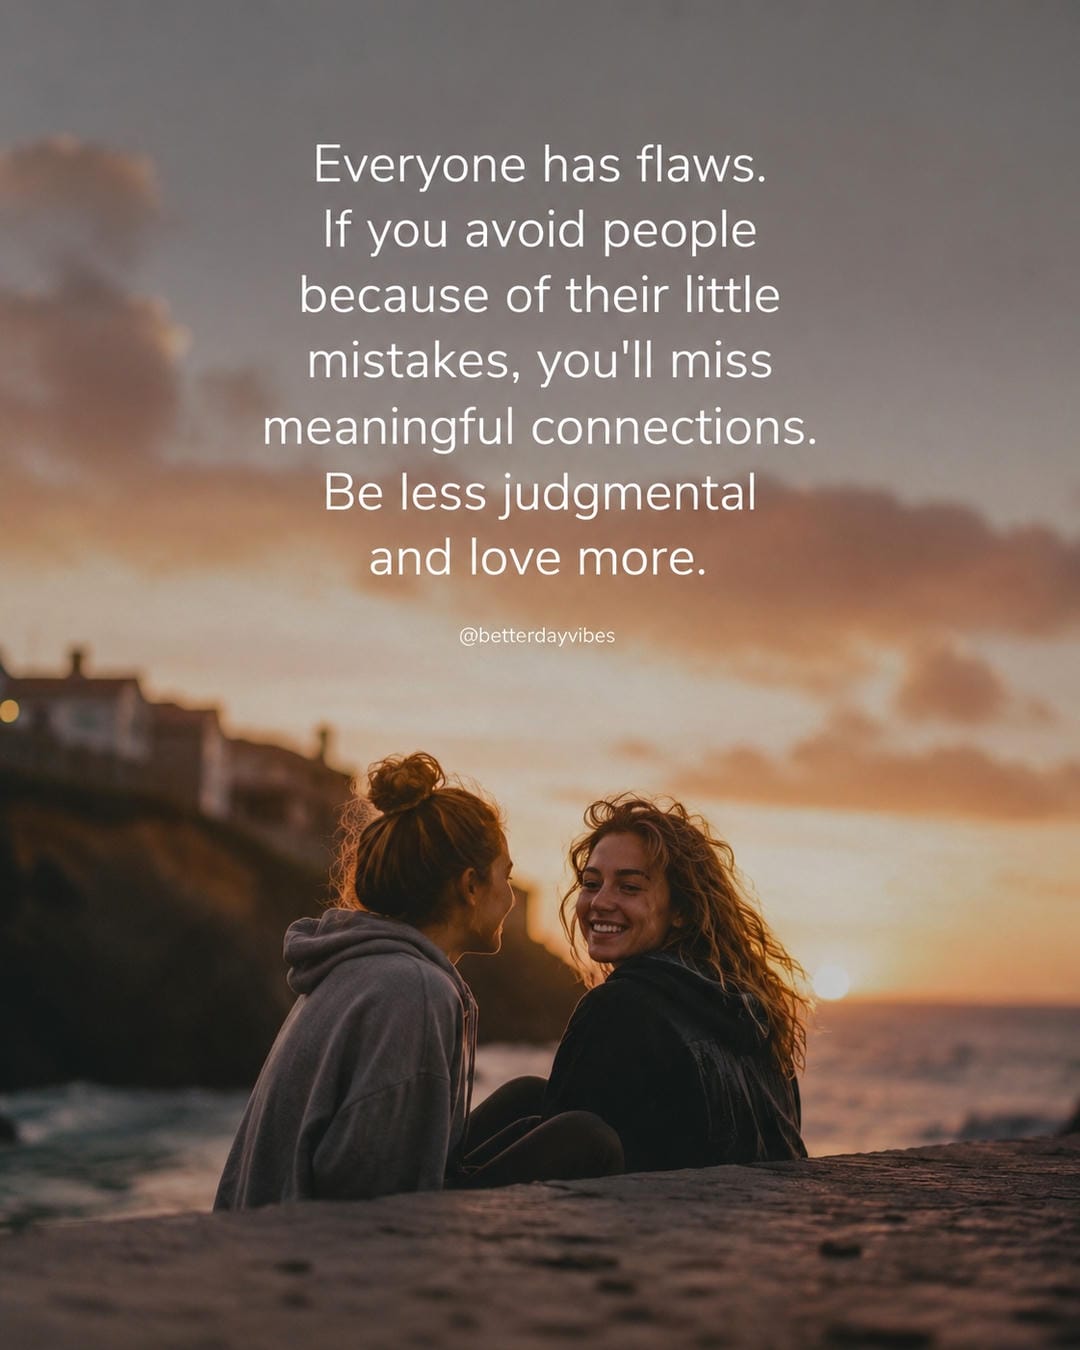 Everyone has flaws.
If you avoid people
because of their little
mistakes, you'll miss
meaningful connections.
Be less judgmental
and love more.
@betterdayvibes